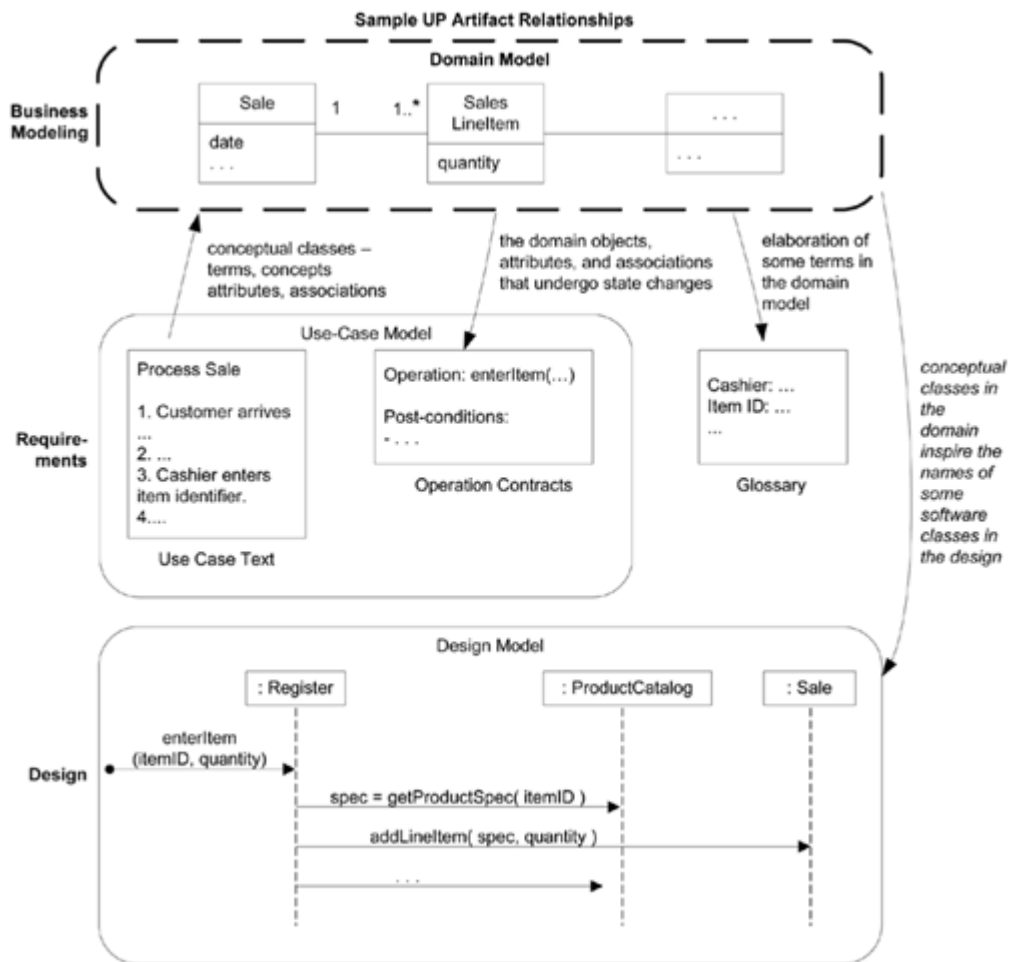 Sample UP Artifact Relationships
Domain Model
Business
Modeling
Sale
1
1..*
Sales
LineItem
. . .
date
. . .
quantity
. . .
conceptual classes –
terms, concepts
attributes, associations
the domain objects,
attributes, and associations
that undergo state changes
elaboration of
some terms in
the domain
model
conceptual
classes in
the
domain
inspire the
names of
some
software
classes in
the design
Require-
ments
Use-Case Model
Process Sale
1. Customer arrives
...
2. ...
3. Cashier enters
item identifier.
4....
Use Case Text
Operation: enterItem(...)
Post-conditions:
- . . .
Operation Contracts
Cashier: ...
Item ID: ...
...
Glossary
Design
Design Model
: Register
: ProductCatalog
: Sale
enterItem
(itemID, quantity)
spec = getProductSpec( itemID )
addLineItem( spec, quantity )
. . .